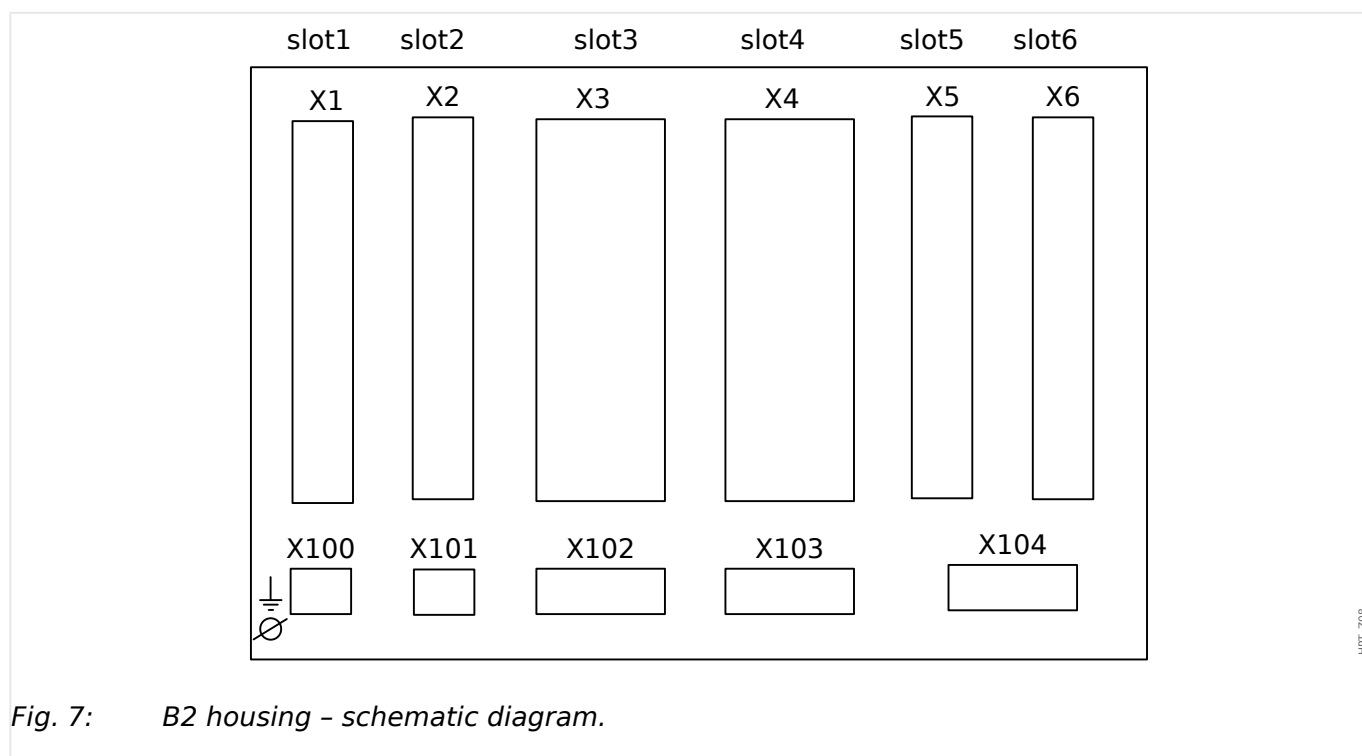 slot1 slot2 slot3 slot4 slot5 slot6
X1 X2 X3 X4 X5 X6
X100 X101 X102 X103 X104
Fig. 7: B2 housing – schematic diagram.